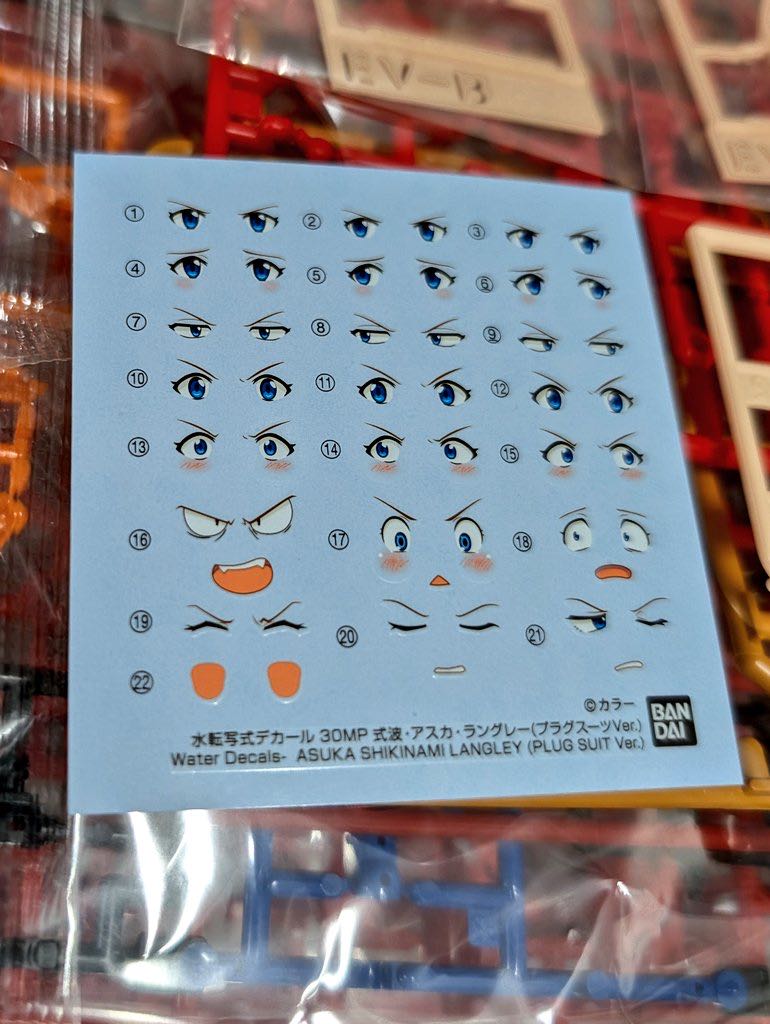 EV-B
EV
① ② ③
④ ⑤ ⑥
⑦ ⑧ ⑨
⑩ ⑪ ⑫
⑬ ⑭ ⑮
⑯ ⑰ ⑱
⑲ ⑳ ㉑
㉒
©カラー
水転写式デカール 30MP 式波・アスカ・ラングレー(プラグスーツVer.)
Water Decals- ASUKA SHIKINAMI LANGLEY (PLUG SUIT Ver.)
BAN
DAI